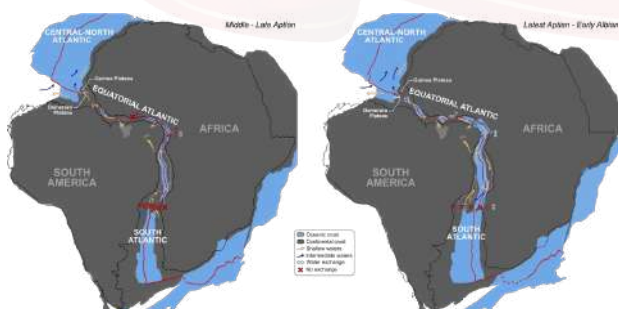 Middle - Late Aptian
CENTRAL-NORTH
ATLANTIC
Guinea Plateau
EQUATORIAL ATLANTIC
Demerara
Plateau
AFRICA
SOUTH
AMERICA
SOUTH
ATLANTIC
Latest Aptian - Early Albian
CENTRAL-NORTH
ATLANTIC
Guinea Plateau
EQUATORIAL ATLANTIC
Demerara
Plateau
AFRICA
SOUTH
AMERICA
SOUTH
ATLANTIC
Oceanic crust
Continental crust
Shallow waters
Intermediate waters
Water exchange
No exchange